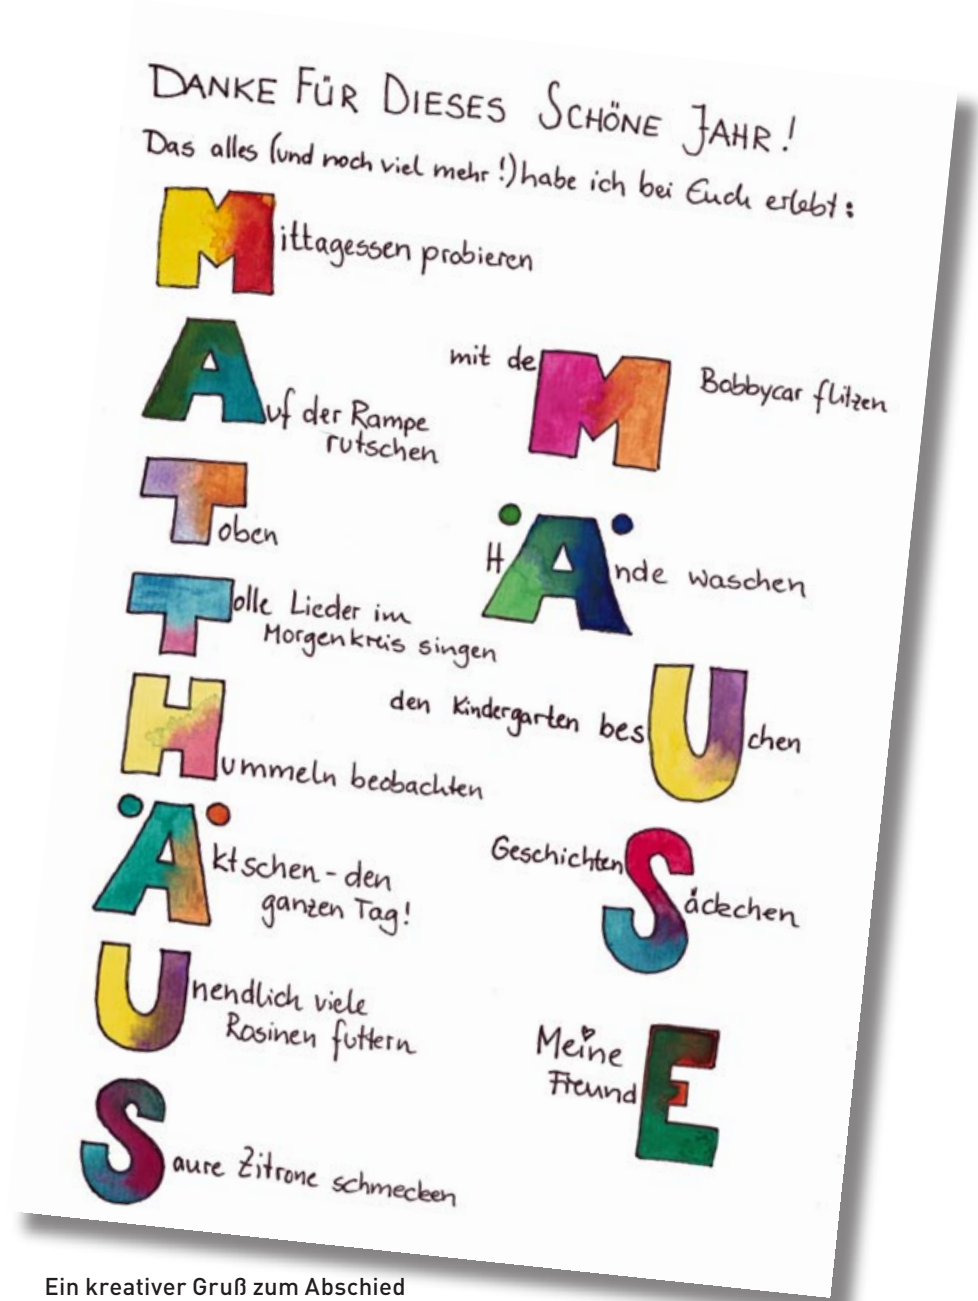 DANKE FÜR DIESES SCHÖNE JAHR!
Das alles (und noch viel mehr!) habe ich bei Euch erlebt:
Mittagessen probieren
Auf der Rampe
rutschen
Toben
Tolle Lieder im
Morgenkreis singen
Hummeln beobachten
Äktschen - den
ganzen Tag!
Unendlich viele
Rosinen futtern
Saure Zitrone schmecken
mit deM Bobbycar flitzen
HÄnde waschen
den Kindergarten besUchen
GeschichtenSäckchen
Meine
FreundE
Ein kreativer Gruß zum Abschied